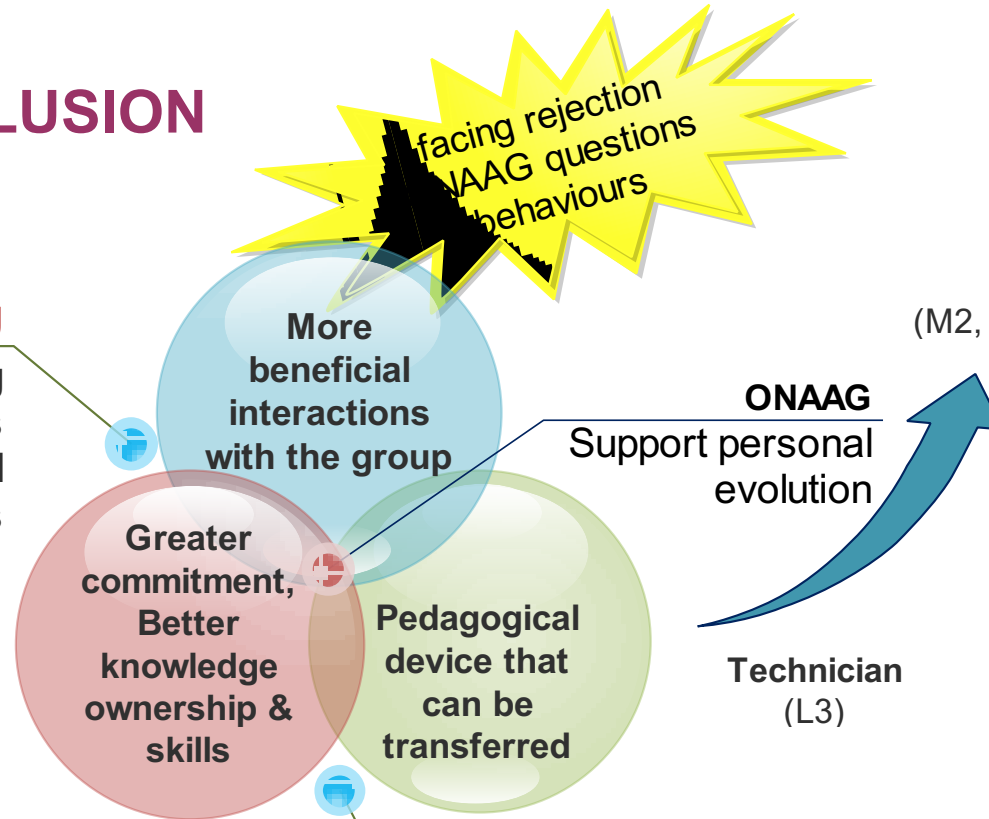 LUSION
facing rejection
NAAG questions
behaviours
More
beneficial
interactions
with the group
(M2,
ONAAG
Support personal
evolution
Greater
commitment,
Better
knowledge
ownership &
skills
Pedagogical
device that
can be
transferred
Technician
(L3)